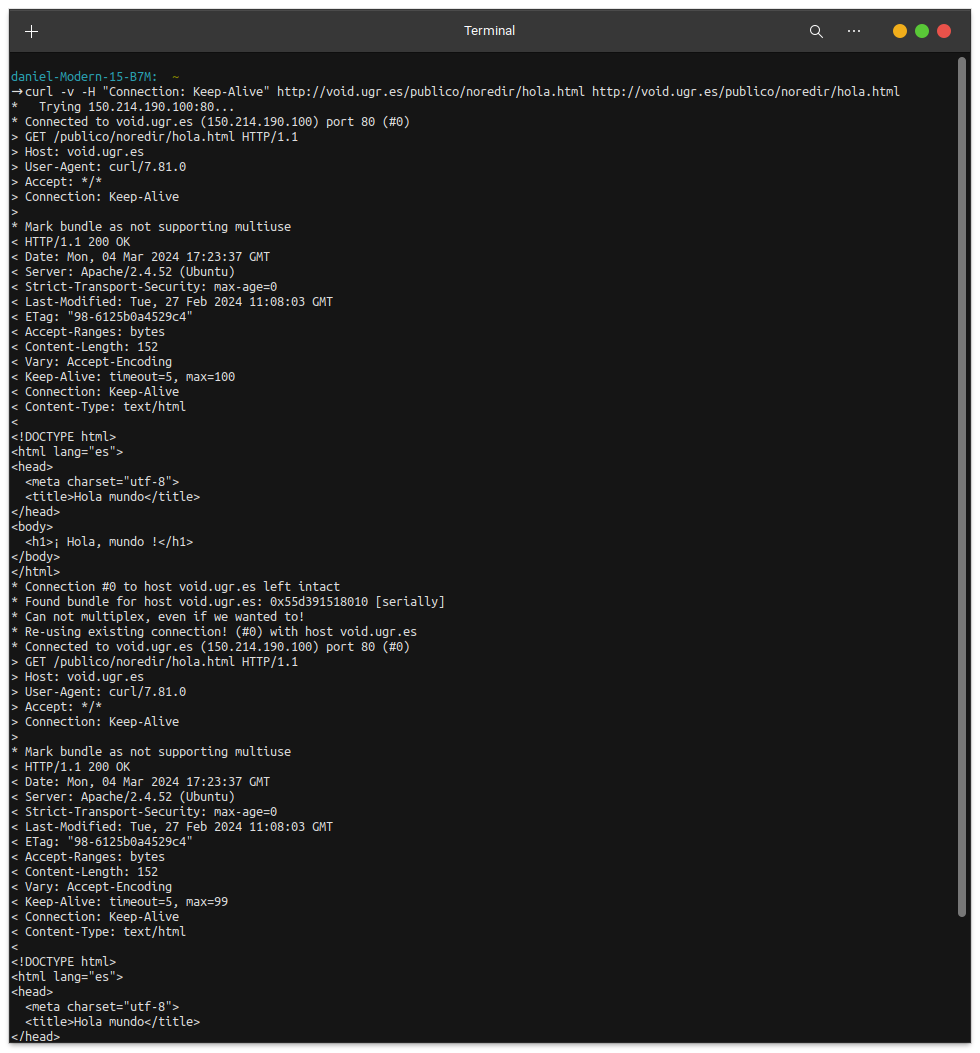 Terminal
daniel-Modern-15-B7M:  ~
→curl -v -H "Connection: Keep-Alive" http://void.ugr.es/publico/noredir/hola.html http://void.ugr.es/publico/noredir/hola.html
*   Trying 150.214.190.100:80...
* Connected to void.ugr.es (150.214.190.100) port 80 (#0)
> GET /publico/noredir/hola.html HTTP/1.1
> Host: void.ugr.es
> User-Agent: curl/7.81.0
> Accept: */*
> Connection: Keep-Alive
>
* Mark bundle as not supporting multiuse
< HTTP/1.1 200 OK
< Date: Mon, 04 Mar 2024 17:23:37 GMT
< Server: Apache/2.4.52 (Ubuntu)
< Strict-Transport-Security: max-age=0
< Last-Modified: Tue, 27 Feb 2024 11:08:03 GMT
< ETag: "98-6125b0a4529c4"
< Accept-Ranges: bytes
< Content-Length: 152
< Vary: Accept-Encoding
< Keep-Alive: timeout=5, max=100
< Connection: Keep-Alive
< Content-Type: text/html
<
<!DOCTYPE html>
<html lang="es">
<head>
  <meta charset="utf-8">
  <title>Hola mundo</title>
</head>
<body>
  <h1>¡ Hola, mundo !</h1>
</body>
</html>
* Connection #0 to host void.ugr.es left intact
* Found bundle for host void.ugr.es: 0x55d391518010 [serially]
* Can not multiplex, even if we wanted to!
* Re-using existing connection! (#0) with host void.ugr.es
* Connected to void.ugr.es (150.214.190.100) port 80 (#0)
> GET /publico/noredir/hola.html HTTP/1.1
> Host: void.ugr.es
> User-Agent: curl/7.81.0
> Accept: */*
> Connection: Keep-Alive
>
* Mark bundle as not supporting multiuse
< HTTP/1.1 200 OK
< Date: Mon, 04 Mar 2024 17:23:37 GMT
< Server: Apache/2.4.52 (Ubuntu)
< Strict-Transport-Security: max-age=0
< Last-Modified: Tue, 27 Feb 2024 11:08:03 GMT
< ETag: "98-6125b0a4529c4"
< Accept-Ranges: bytes
< Content-Length: 152
< Vary: Accept-Encoding
< Keep-Alive: timeout=5, max=99
< Connection: Keep-Alive
< Content-Type: text/html
<
<!DOCTYPE html>
<html lang="es">
<head>
  <meta charset="utf-8">
  <title>Hola mundo</title>
</head>